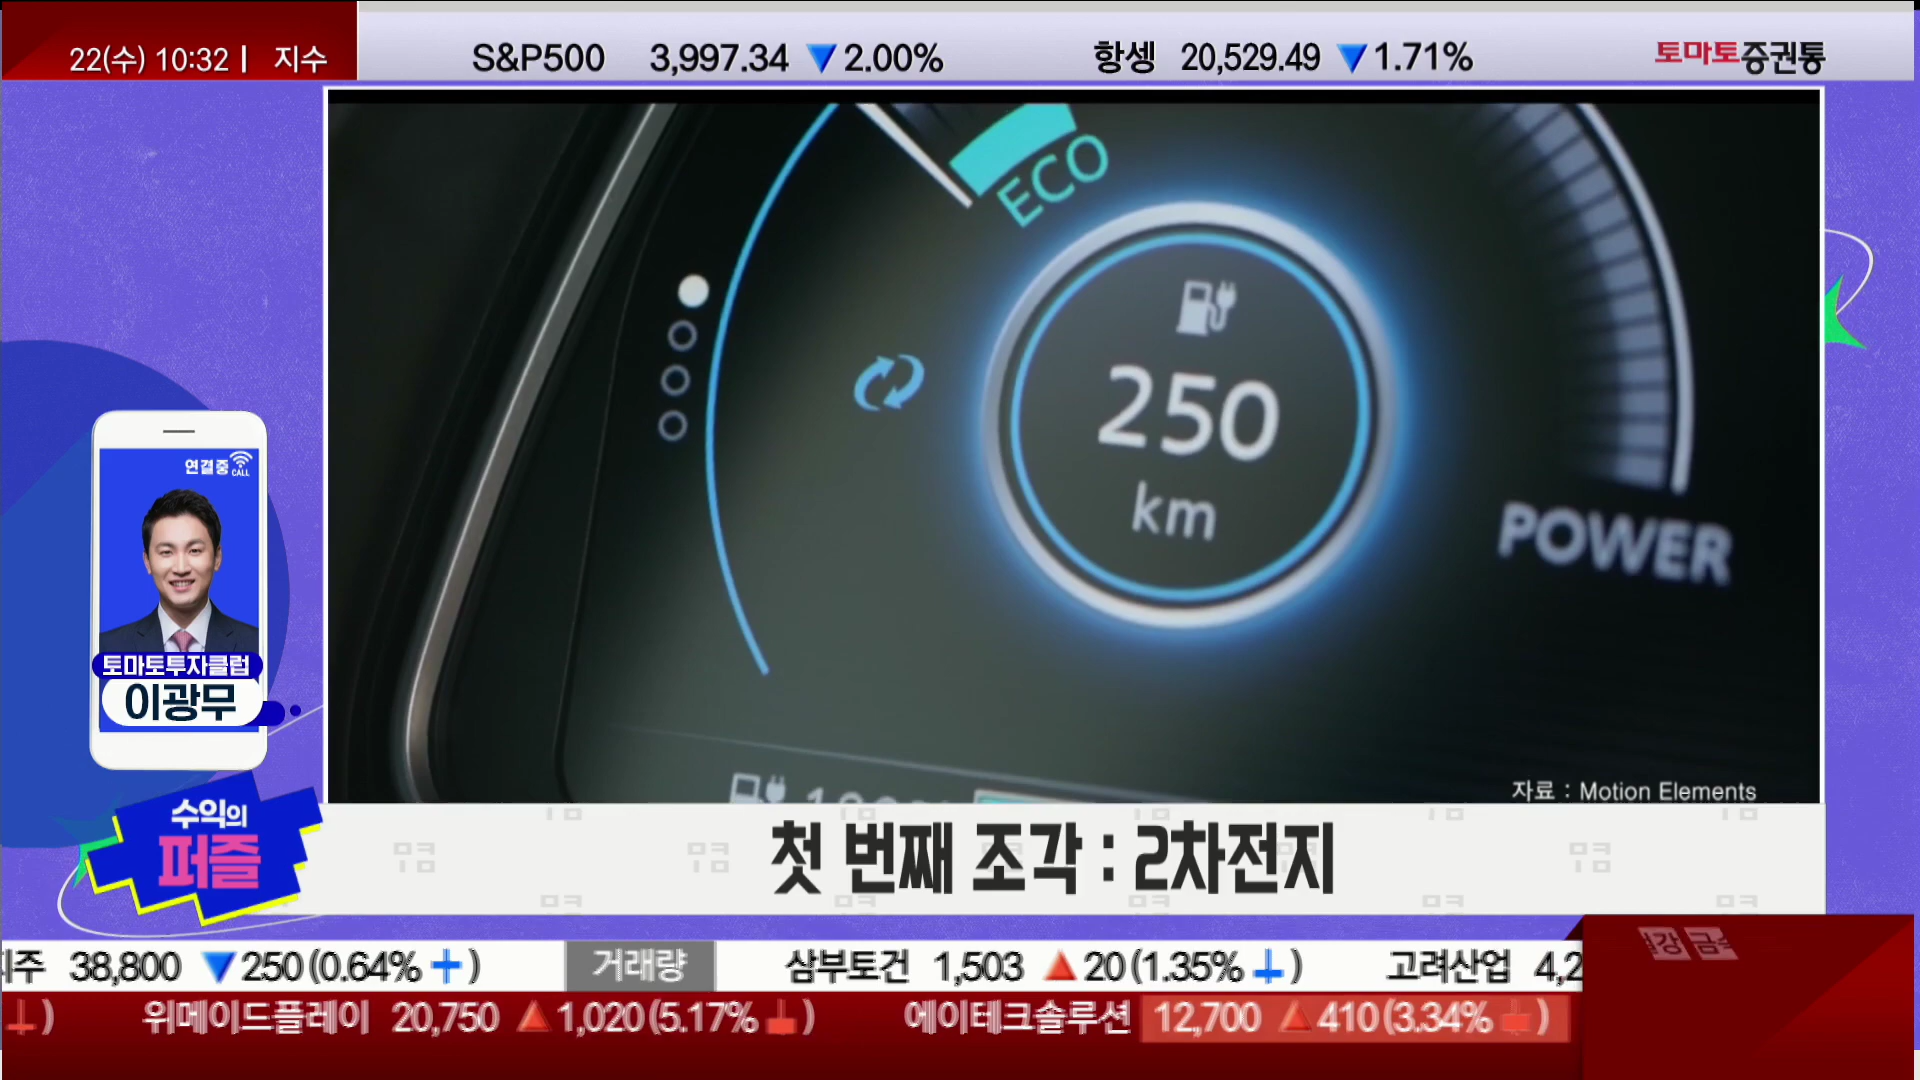 22(수) 10:32 | 지수
S&P500 3,997.34 ▼2.00% 항셍 20,529.49 ▼1.71%
토마토증권통
ECO
250
km
POWER
연결중
CALL
토마토투자클럽
이광무
자료 : Motion Elements
수익의
퍼즐
첫 번째 조각 : 2차전지
38,800 ▼250(0.64%) 거래량 삼부토건 1,503 ▲20(1.35%) 고려산업 4,2
위메이드플레이 20,750 ▲1,020(5.17%) 에이테크솔루션 12,700 ▲410(3.34%)